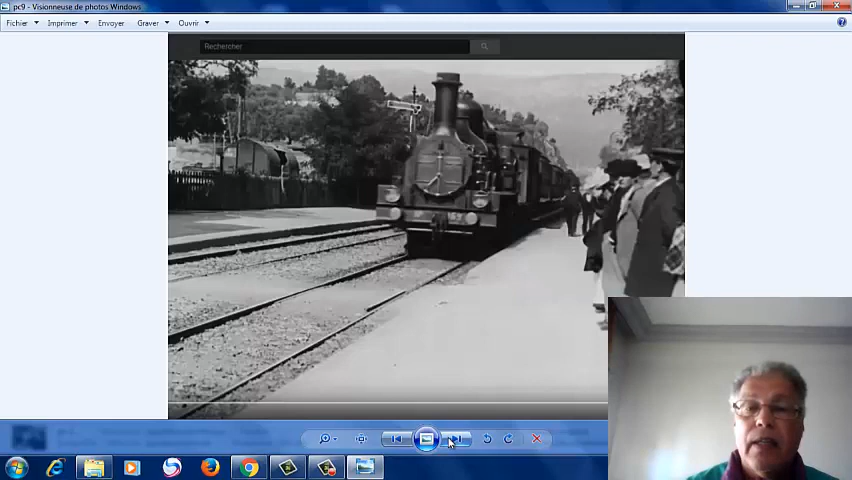 pc9 - Visionneuse de photos Windows
Fichier Imprimer Envoyer Graver Ouvrir
Rechercher